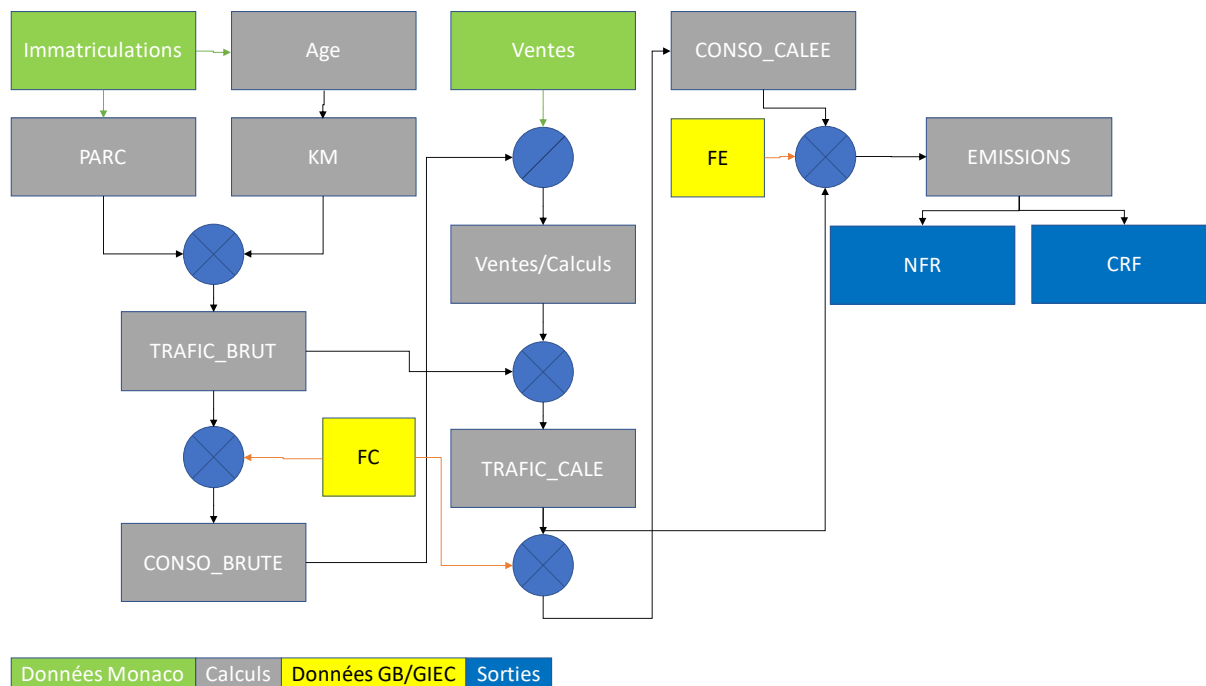 Immatriculations
Age
Ventes
CONSO_CALEE
PARC
KM
FE
EMISSIONS
Ventes/Calculs
NFR
CRF
TRAFIC_BRUT
FC
TRAFIC_CALE
CONSO_BRUTE
Données Monaco Calculs Données GB/GIEC Sorties